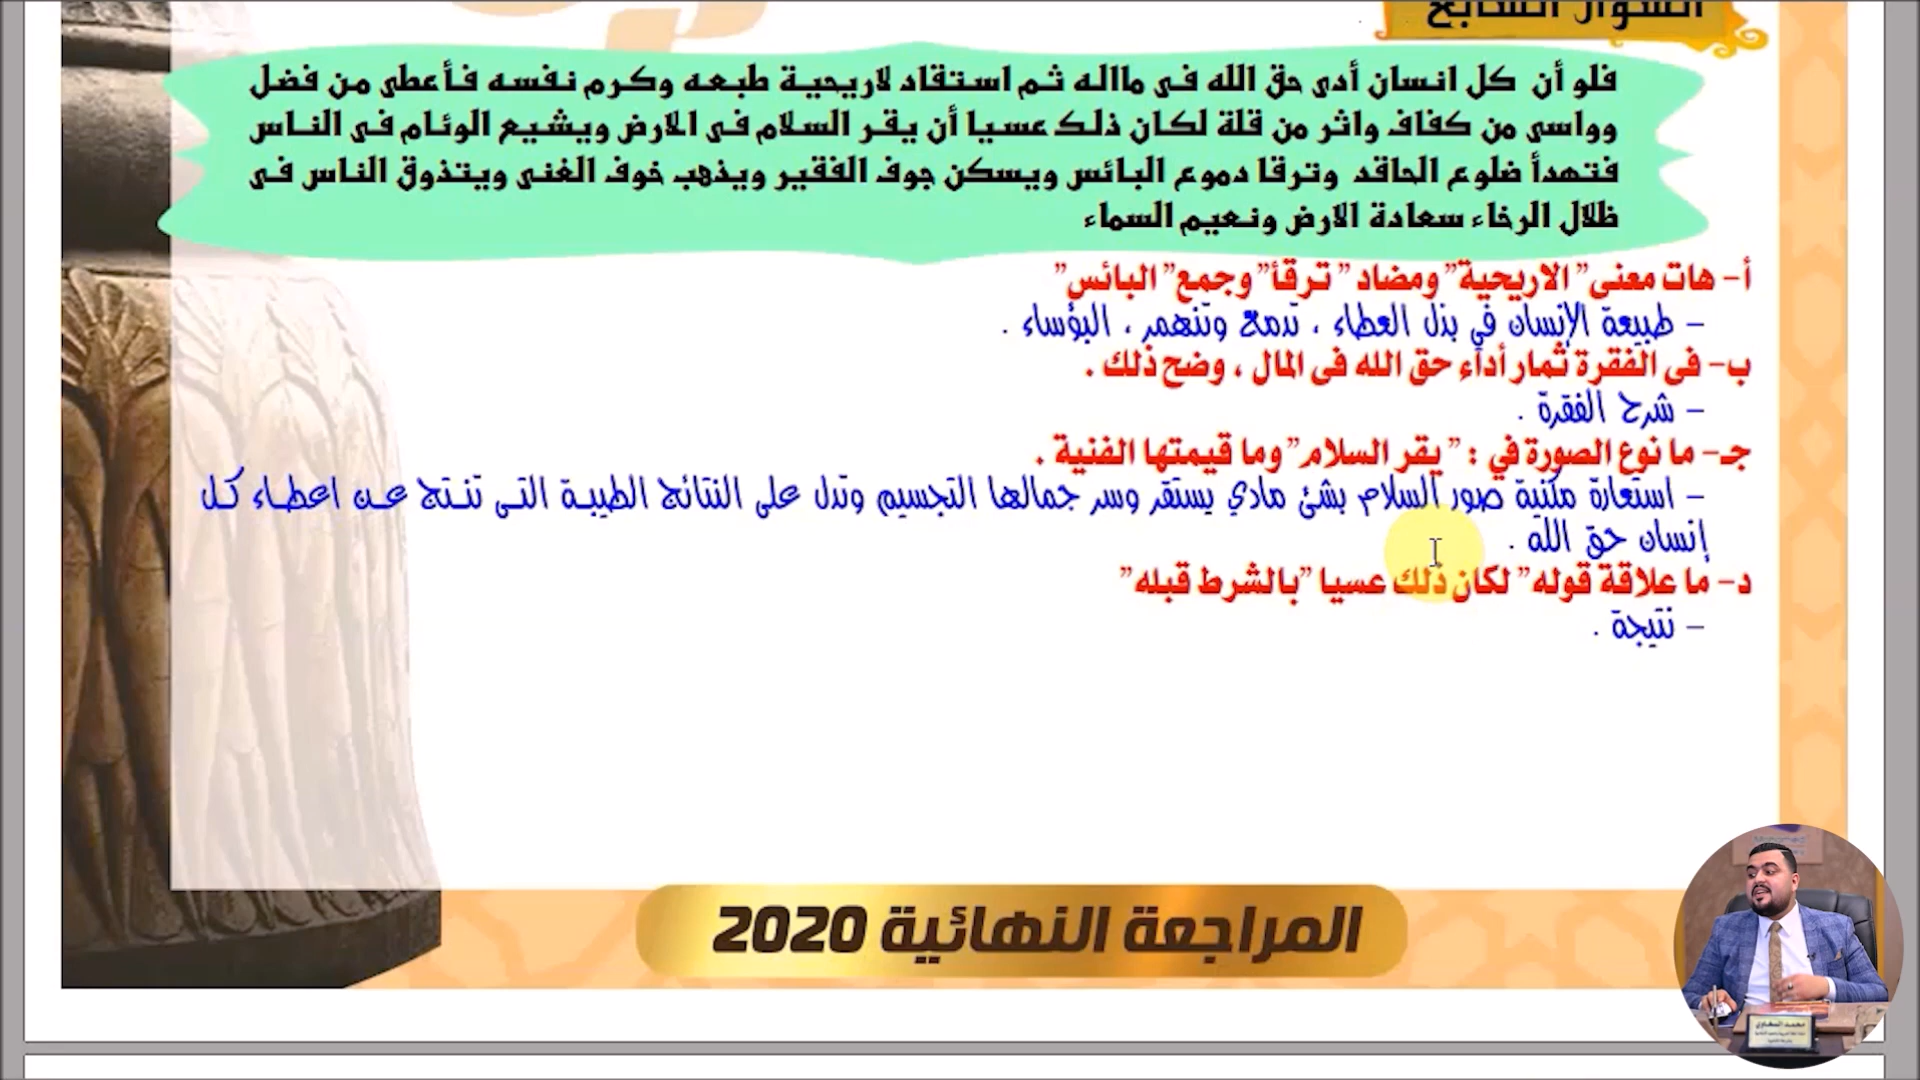 السؤال السابع
فلو أن كل انسان أدى حق الله فى مااله ثم استقاد لاريحية طبعه وكرم نفسه فأعطى من فضل
وواسى من كفاف واثر من قلة لكان ذلك عسيا أن يقر السلام فى الارض ويشيع الوئام فى الناس
فتهدأ ضلوع الحاقد وترقا دموع البائس ويسكن جوف الفقير ويذهب خوف الغنى ويتذوق الناس فى
ظلال الرخاء سعادة الارض ونعيم السماء
أ- هات معنى" الاريحية" ومضاد " ترقأ" وجمع" البائس"
- طبيعة الإنسان في بذل العطاء ، تدمع وتنهمر ، البؤساء .
ب- فى الفقرة ثمار أداء حق الله فى المال ، وضح ذلك .
- شرح الفقرة .
جـ- ما نوع الصورة في : " يقر السلام" وما قيمتها الفنية .
- استعارة مكنية صور السلام بشئ مادي يستقر وسر جمالها التجسيم وتدل على النتائج الطيبة التى تنتج عن اعطاء كل
إنسان حق الله .
د- ما علاقة قوله" لكان ذلك عسيا "بالشرط قبله"
- نتيجة .
المراجعة النهائية 2020